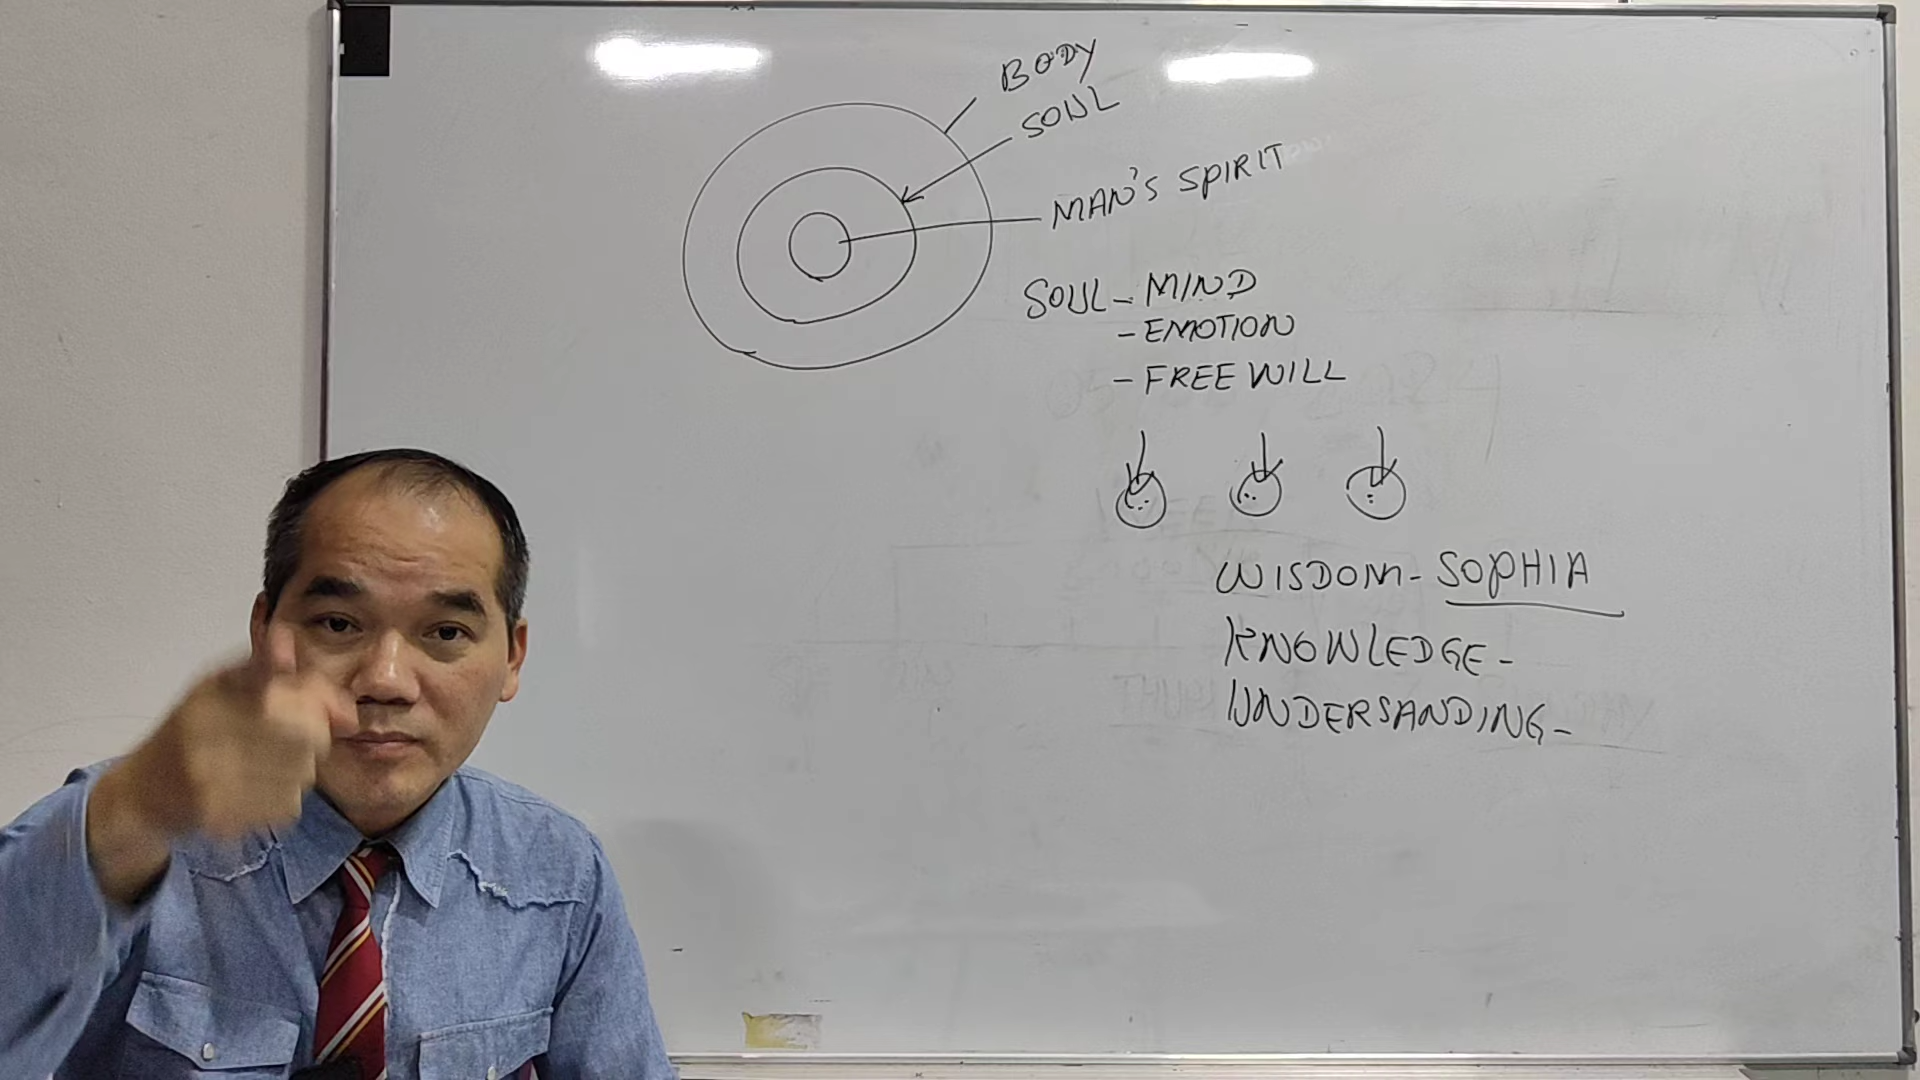 BODY
SOUL
MAN'S SPIRIT
SOUL - MIND
- EMOTION
- FREE WILL
WISDOM - SOPHIA
KNOWLEDGE -
UNDERSANDING -